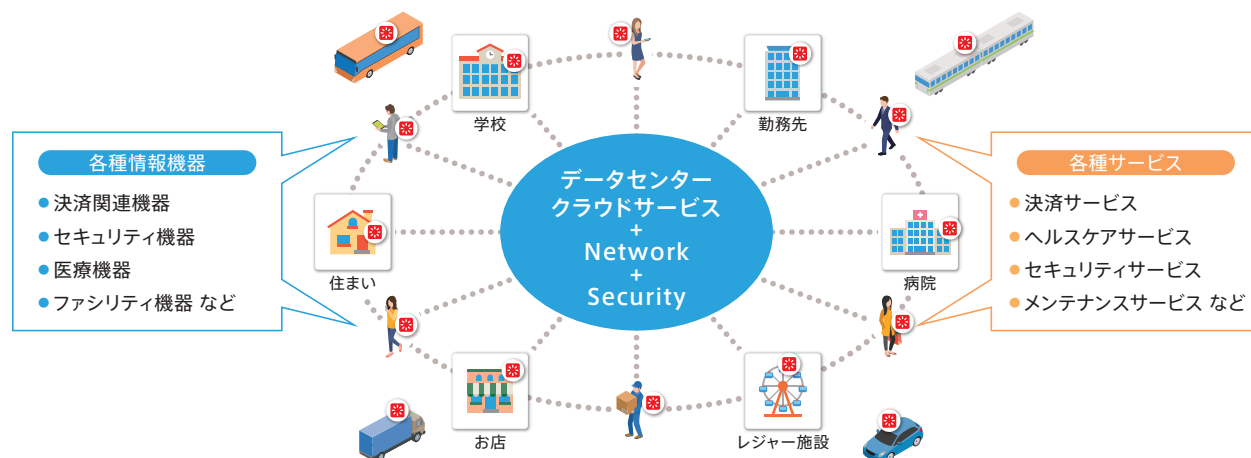 学校
勤務先
各種情報機器
決済関連機器
セキュリティ機器
医療機器
ファシリティ機器 など
データセンター
クラウドサービス
+
Network
+
Security
各種サービス
決済サービス
ヘルスケアサービス
セキュリティサービス
メンテナンスサービス など
住まい
病院
お店
レジャー施設